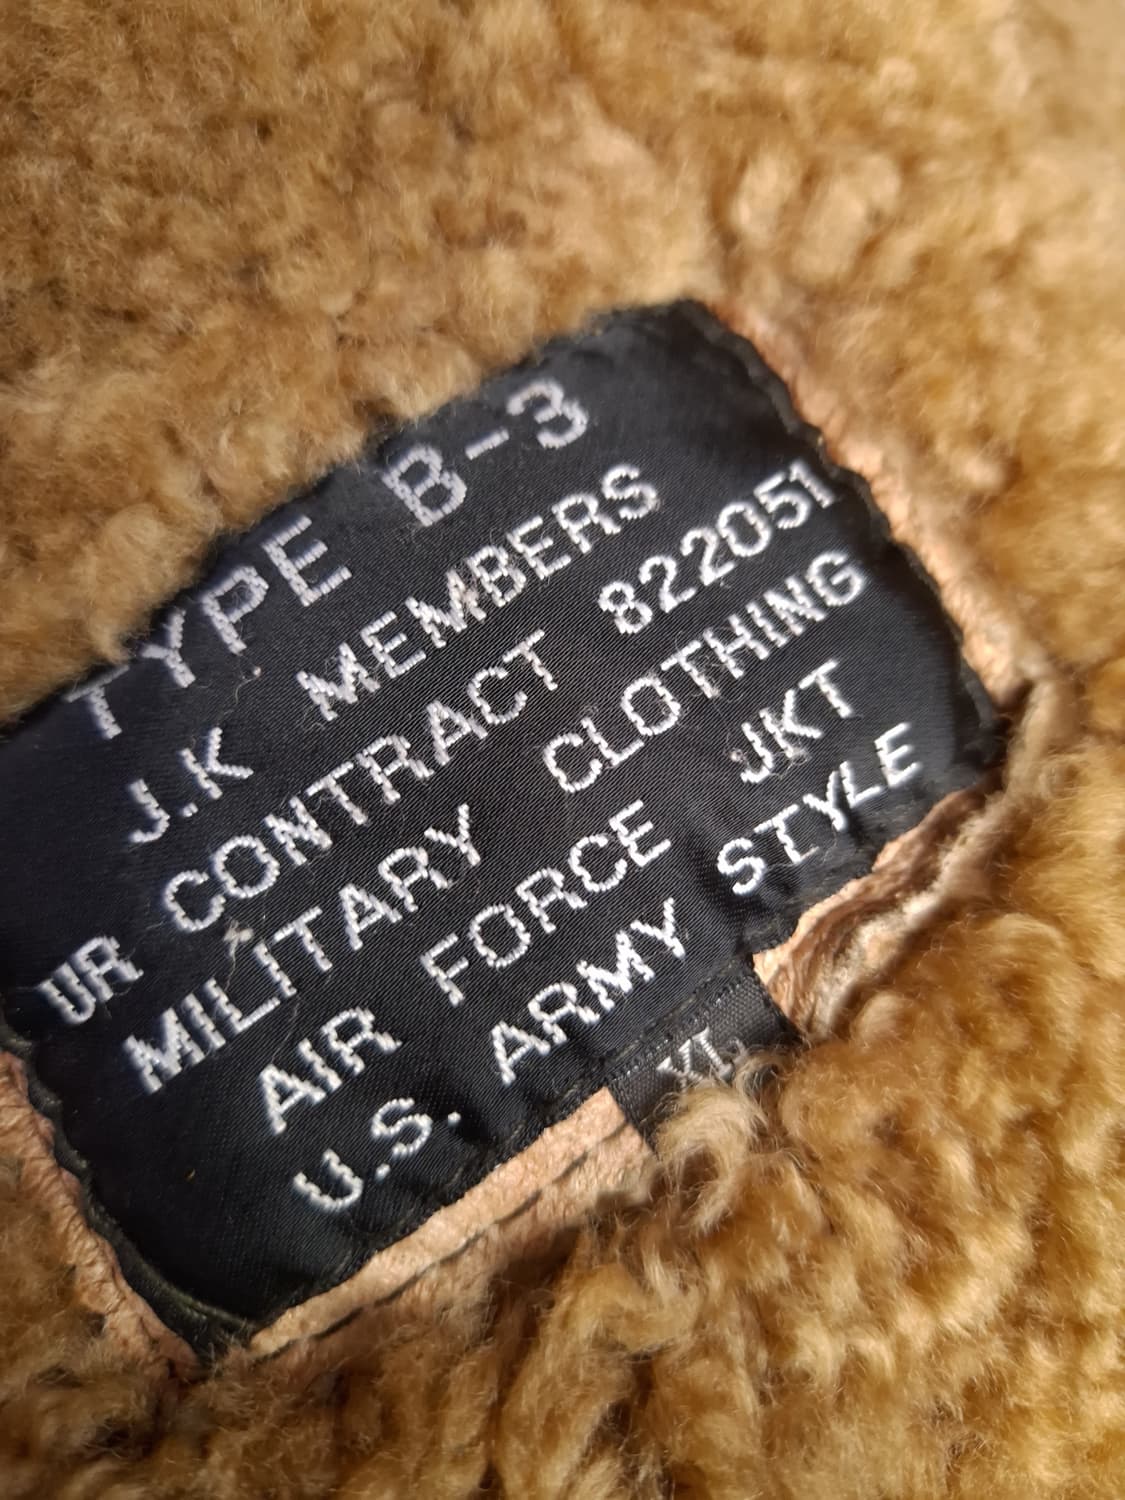 TYPE B-3
J.K MEMBERS
UR CONTRACT 822051
MILITARY CLOTHING
AIR FORCE JKT
U.S. ARMY STYLE
XL